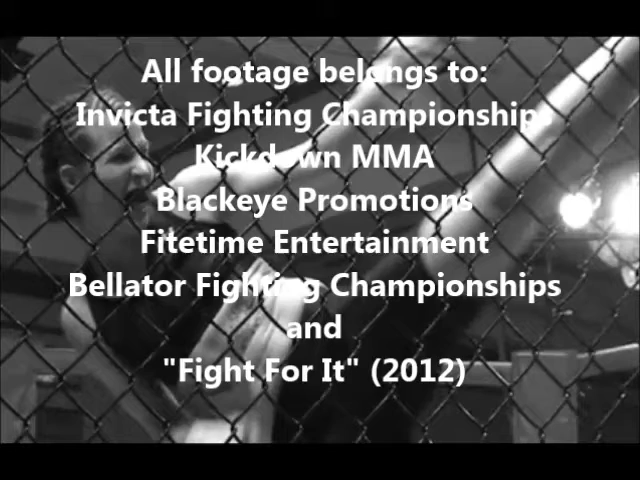 All footage belongs to:
Invicta Fighting Championships
Kickdown MMA
Blackeye Promotions
Fitetime Entertainment
Bellator Fighting Championships
and
"Fight For It" (2012)